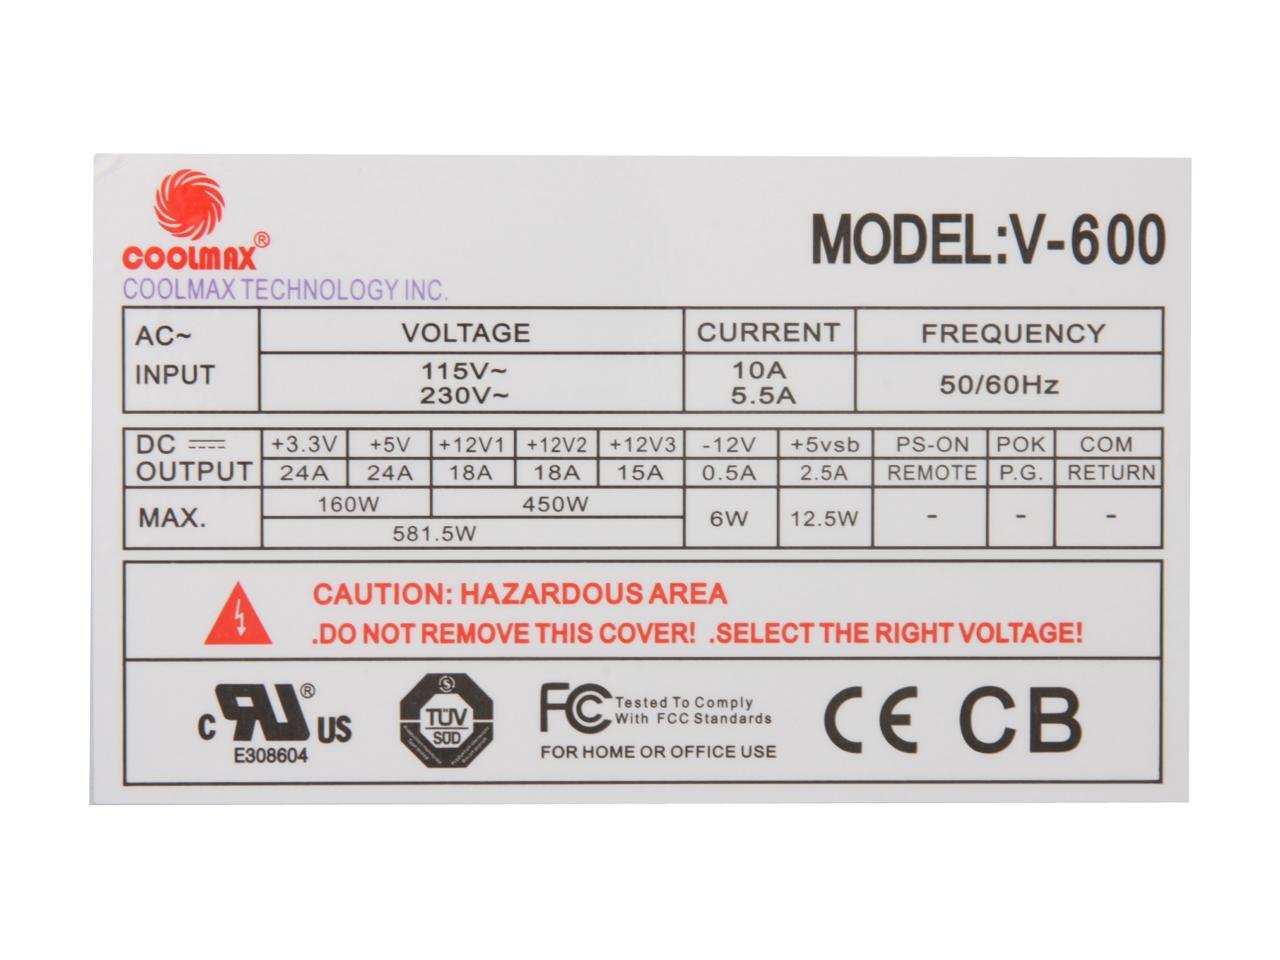 COOLMAX®
COOLMAX TECHNOLOGY INC.
MODEL:V-600
AC~ INPUT
VOLTAGE CURRENT FREQUENCY
115V~ 10A
230V~ 5.5A
50/60Hz
DC OUTPUT
+3.3V +5V +12V1 +12V2 +12V3 -12V +5vsb PS-ON POK COM
24A 24A 18A 18A 15A 0.5A 2.5A REMOTE P.G. RETURN
MAX.
160W 450W
581.5W
6W 12.5W - - -
CAUTION: HAZARDOUS AREA
.DO NOT REMOVE THIS COVER! .SELECT THE RIGHT VOLTAGE!
C RU® US
E308604
S
TÜV
SÜD
FC Tested To Comply
With FCC Standards
FOR HOME OR OFFICE USE
CE CB